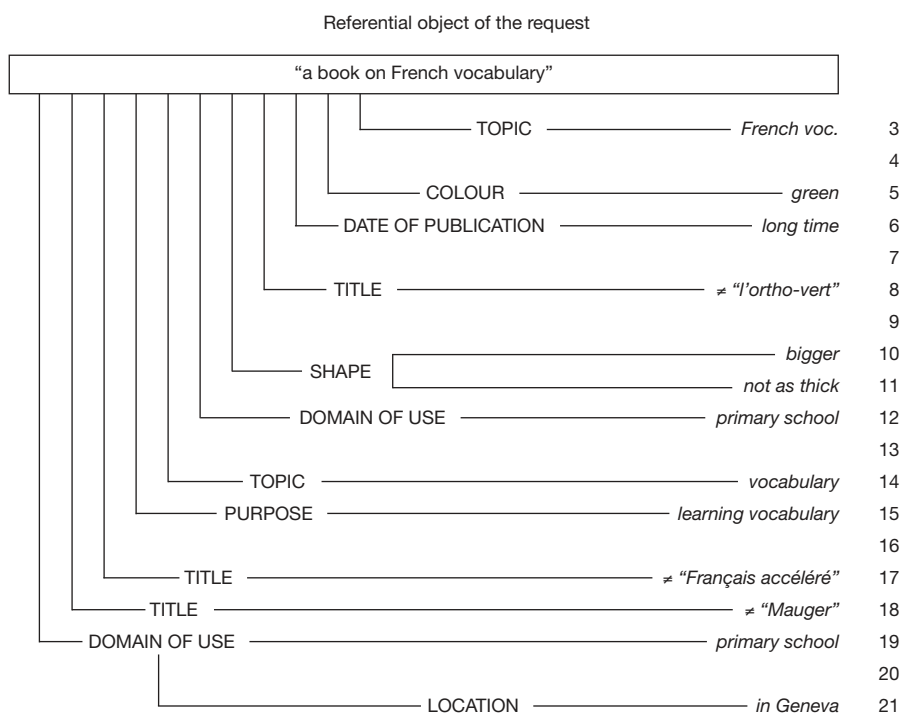 Referential object of the request
“a book on French vocabulary”
TOPIC French voc. 3
4
COLOUR green 5
DATE OF PUBLICATION long time 6
7
TITLE ≠ “l’ortho-vert” 8
9
bigger 10
SHAPE
not as thick 11
DOMAIN OF USE primary school 12
13
TOPIC vocabulary 14
PURPOSE learning vocabulary 15
16
TITLE ≠ “Français accéléré” 17
TITLE ≠ “Mauger” 18
DOMAIN OF USE primary school 19
20
LOCATION in Geneva 21